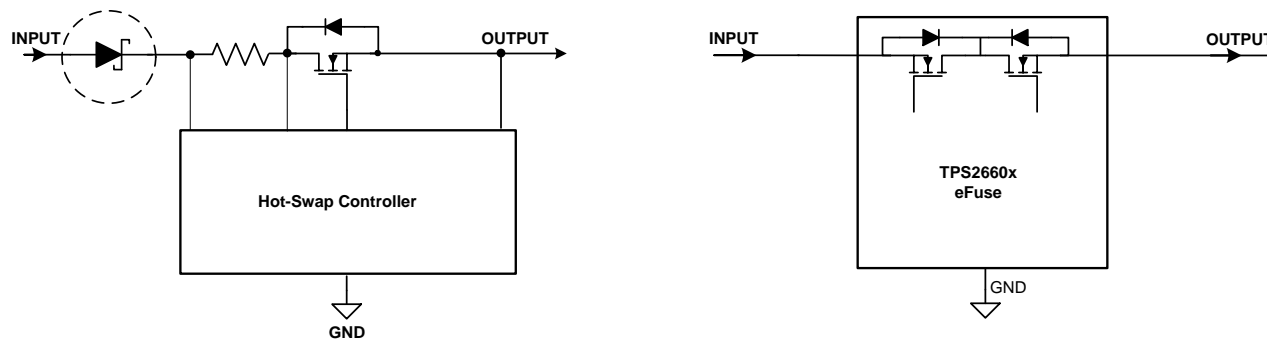 INPUT
OUTPUT
Hot-Swap Controller
GND
INPUT
OUTPUT
TPS2660x
eFuse
GND